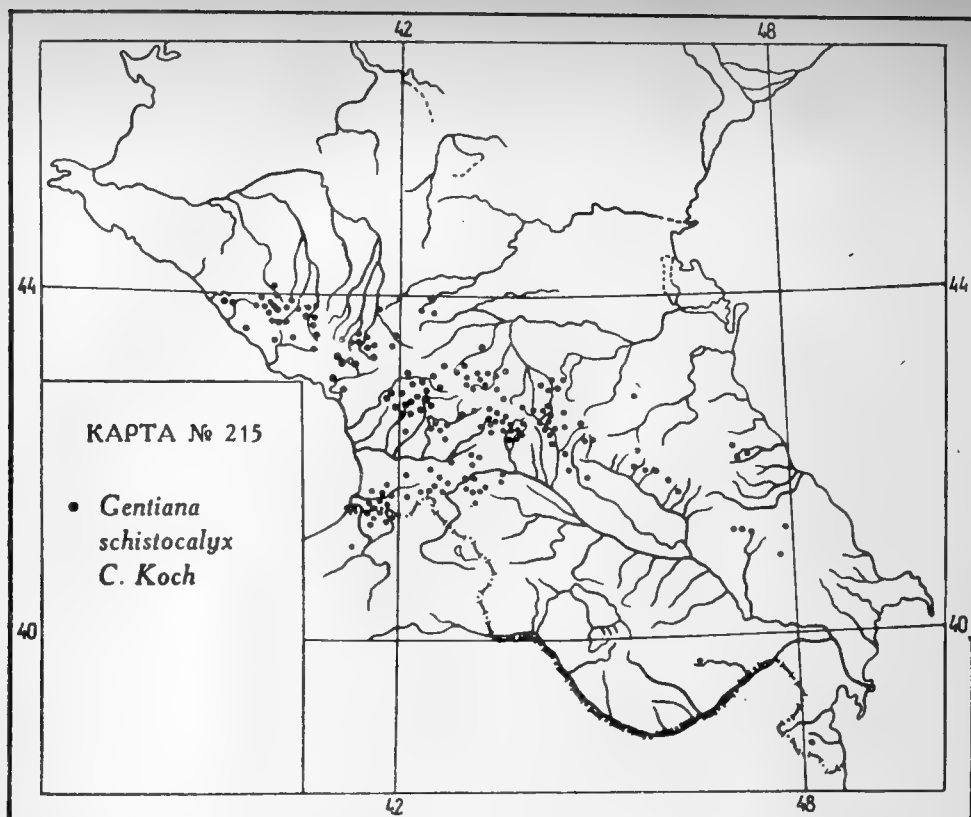 42 48
44 44
КАРТА № 215
• Gentiana
schistocalyx
C. Koch
40 40
42 48